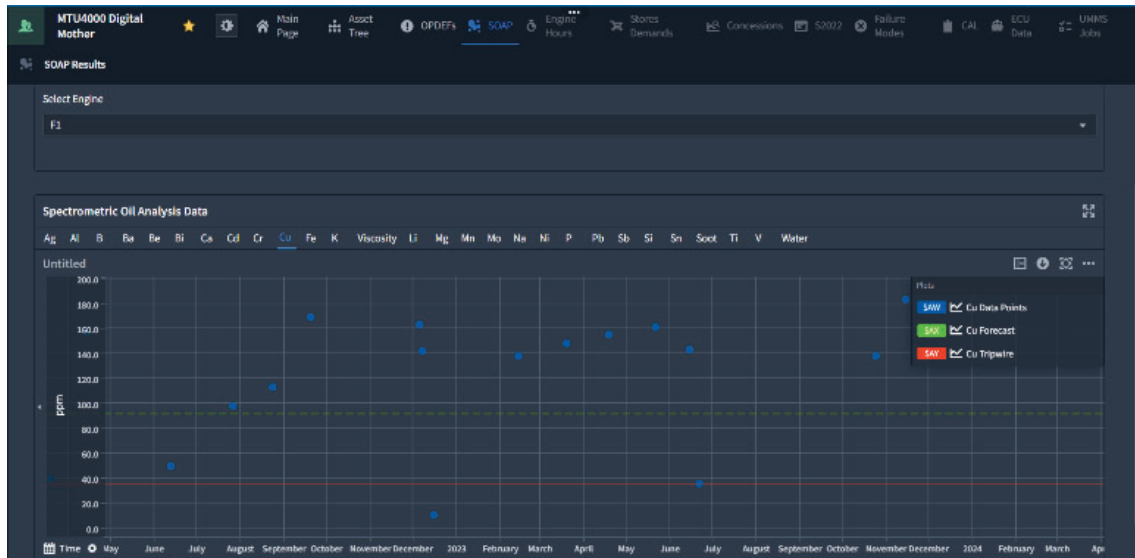 MTU4000 Digital Mother
Main Page
Asset Tree
OPDEFs
SOAP
Engine Hours
Stores Demands
Concessions
S2022
Failure Modes
CAL
ECU Data
UMMS Jobs
SOAP Results
Select Engine
F1
Spectrometric Oil Analysis Data
Ag Al B Ba Be Bi Ca Cd Cr Cu Fe K Viscosity Li Mg Mn Mo Na Ni P Pb Sb Si Sn Soot Ti V Water
Untitled
Plots
SAW Cu Data Points
SAX Cu Forecast
SAY Cu Tripwire
ppm
200.0
180.0
160.0
140.0
120.0
100.0
80.0
60.0
40.0
20.0
0.0
Time May June July August September October November December 2023 February March April May June July August September October November December 2024 February March Ap